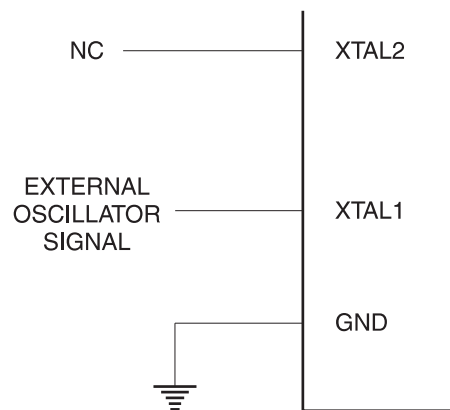 NC
XTAL2
EXTERNAL
OSCILLATOR
SIGNAL
XTAL1
GND